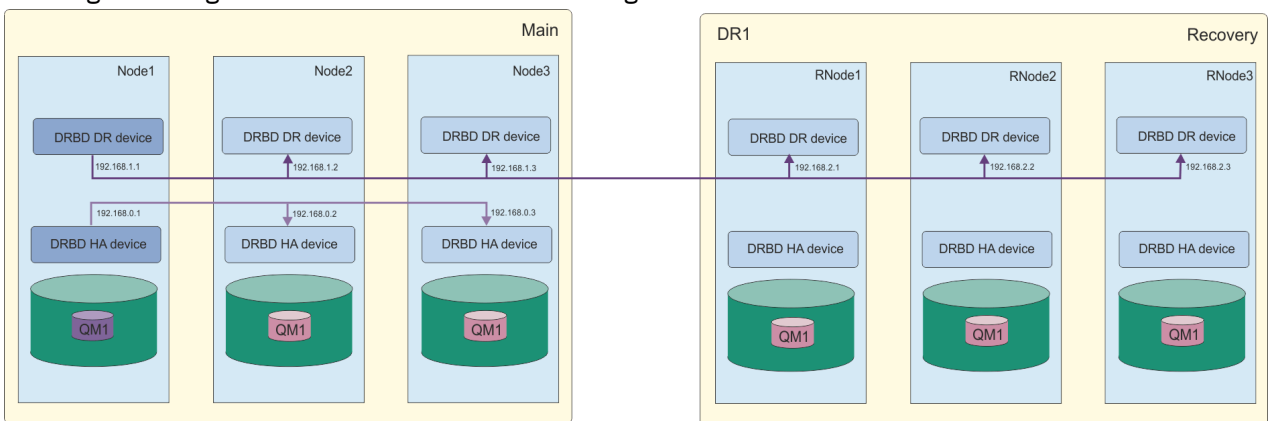 Main
Node1
Node2
Node3
DRBD DR device
DRBD DR device
DRBD DR device
192.168.1.1
192.168.1.2
192.168.1.3
192.168.0.1
192.168.0.2
192.168.0.3
DRBD HA device
DRBD HA device
DRBD HA device
QM1
QM1
QM1
DR1
Recovery
RNode1
RNode2
RNode3
DRBD DR device
DRBD DR device
DRBD DR device
192.168.2.1
192.168.2.2
192.168.2.3
DRBD HA device
DRBD HA device
DRBD HA device
QM1
QM1
QM1